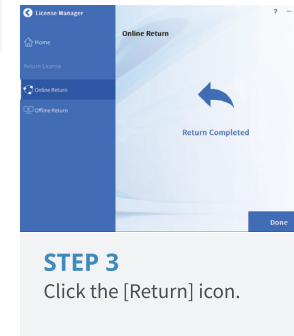 License Manager
? –
Home
Online Return
Return License
Online Return
Offline Return
Return Completed
Done
STEP 3
Click the [Return] icon.